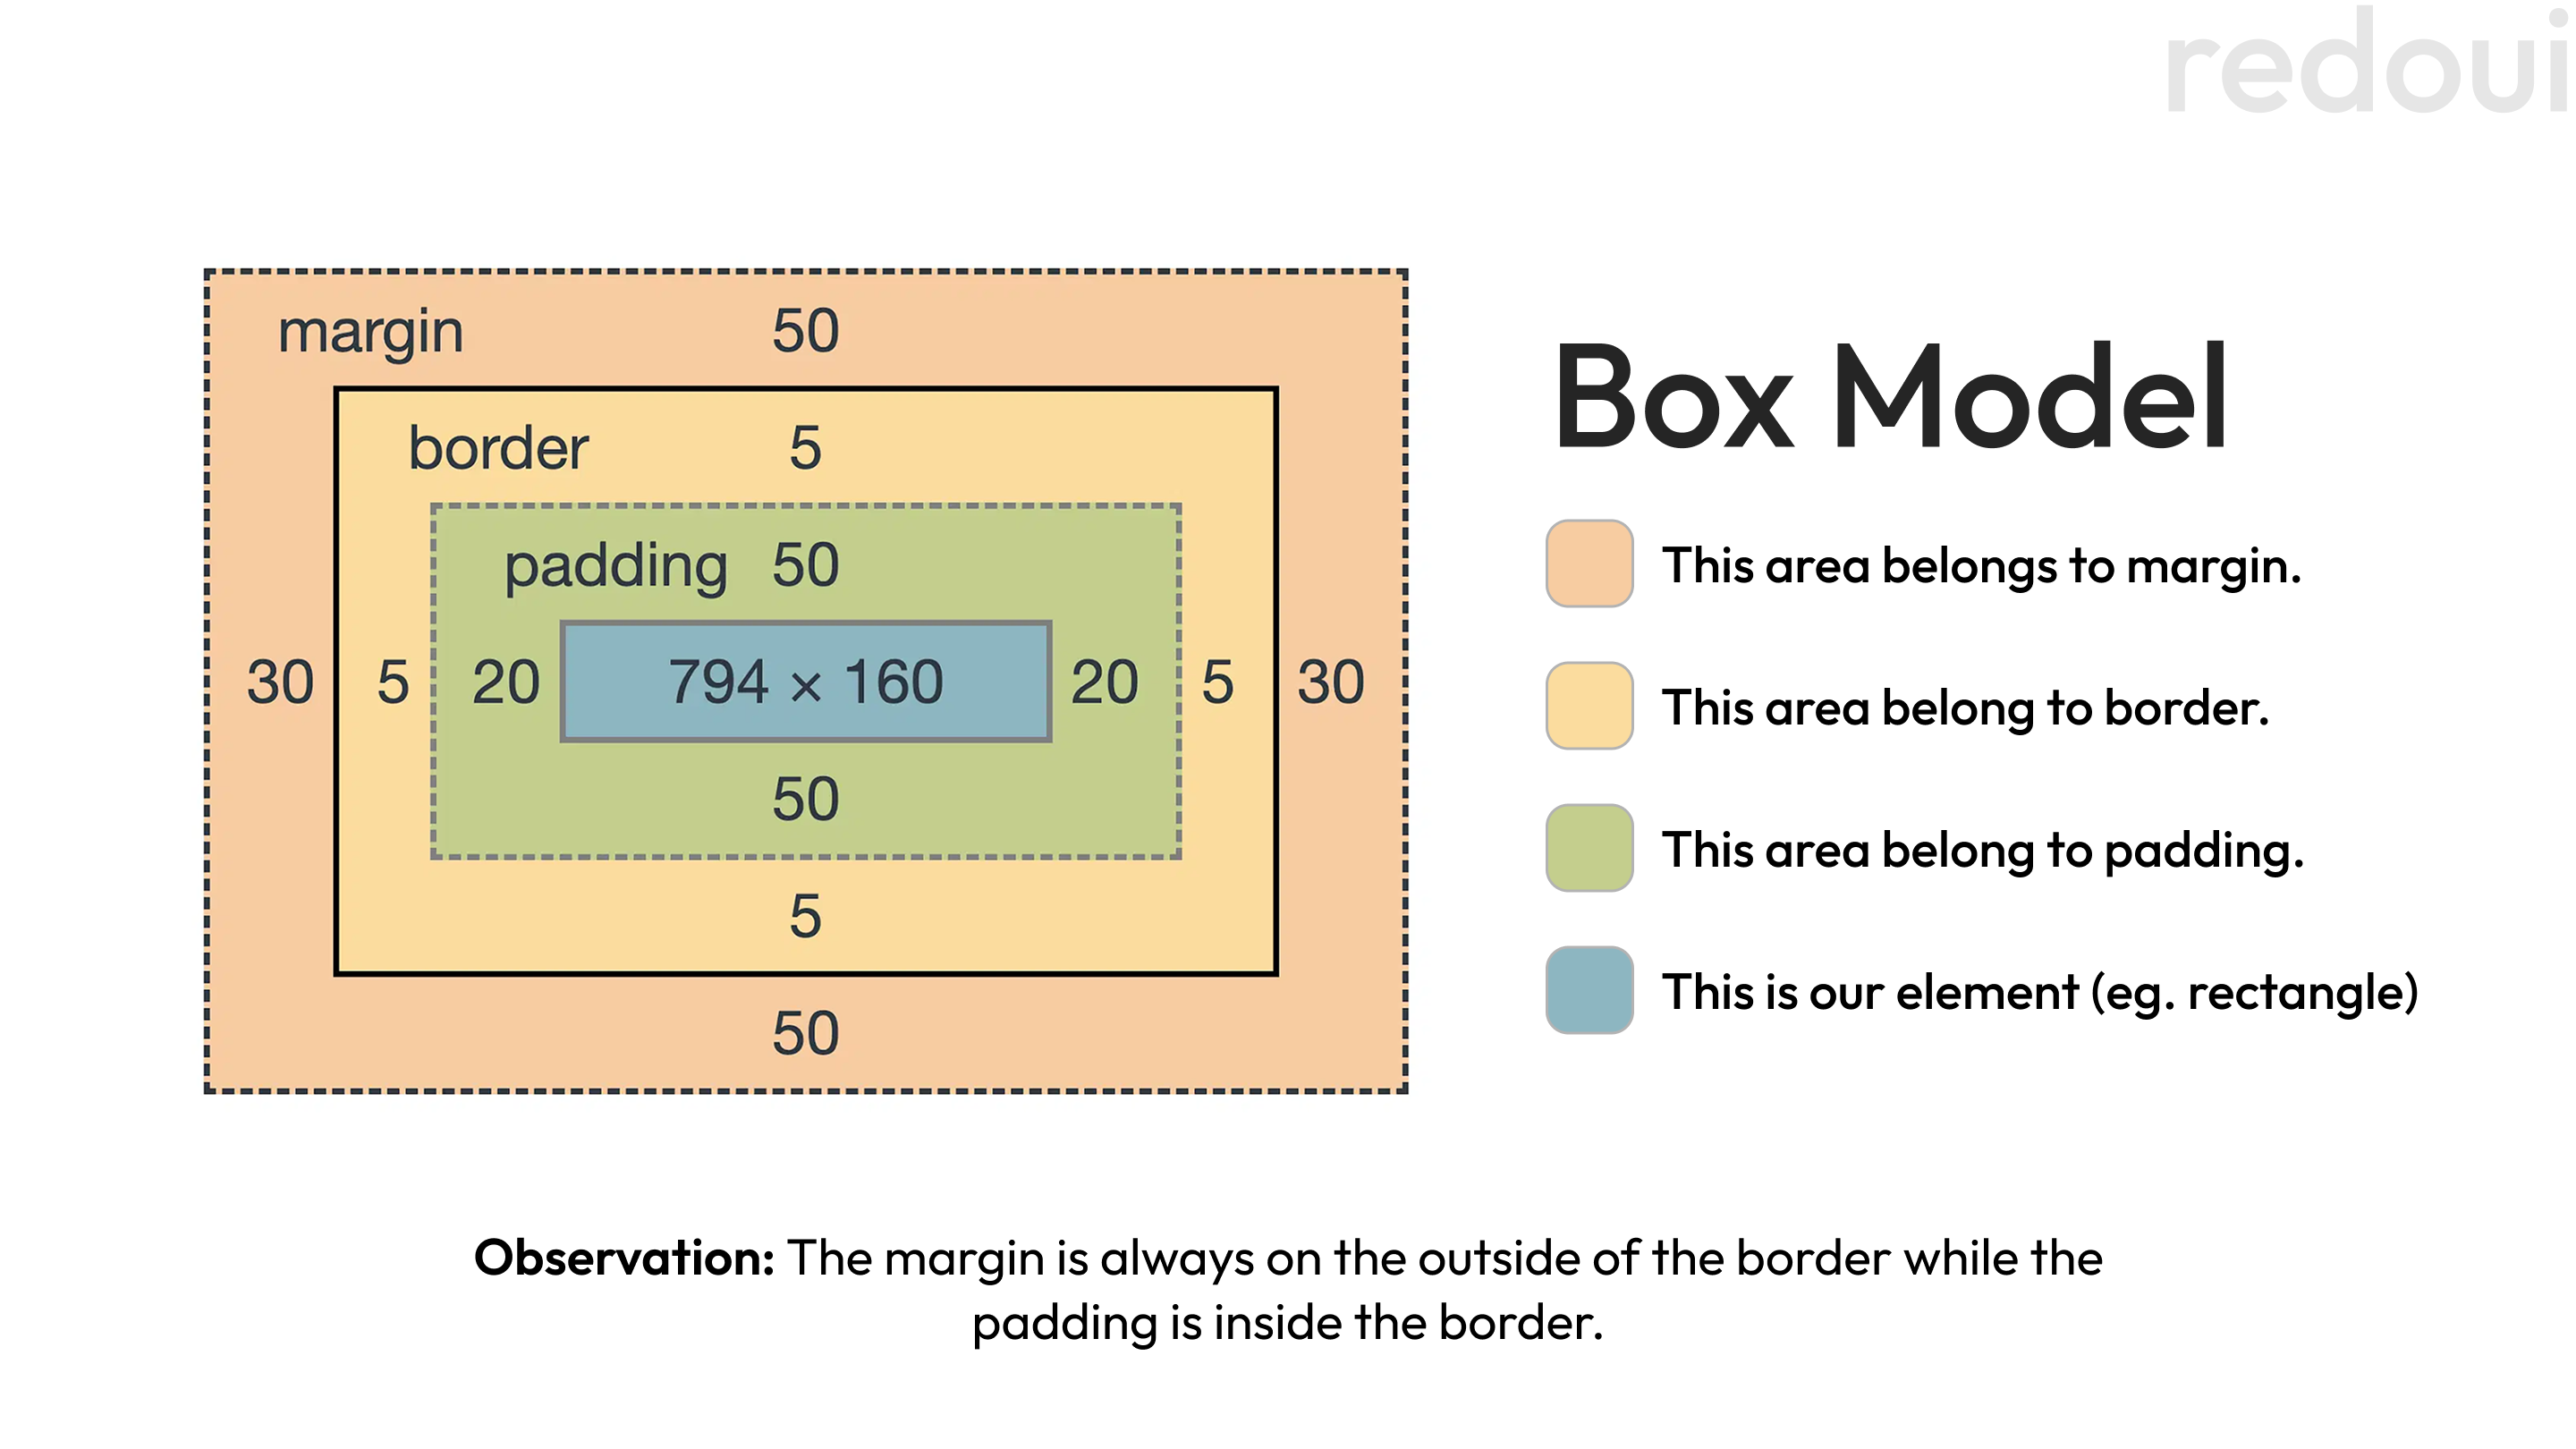 redoui
margin 50
border 5
padding 50
30 5 20 794 × 160 20 5 30
50
5
50
Box Model
This area belongs to margin.
This area belong to border.
This area belong to padding.
This is our element (eg. rectangle)
Observation: The margin is always on the outside of the border while the
padding is inside the border.